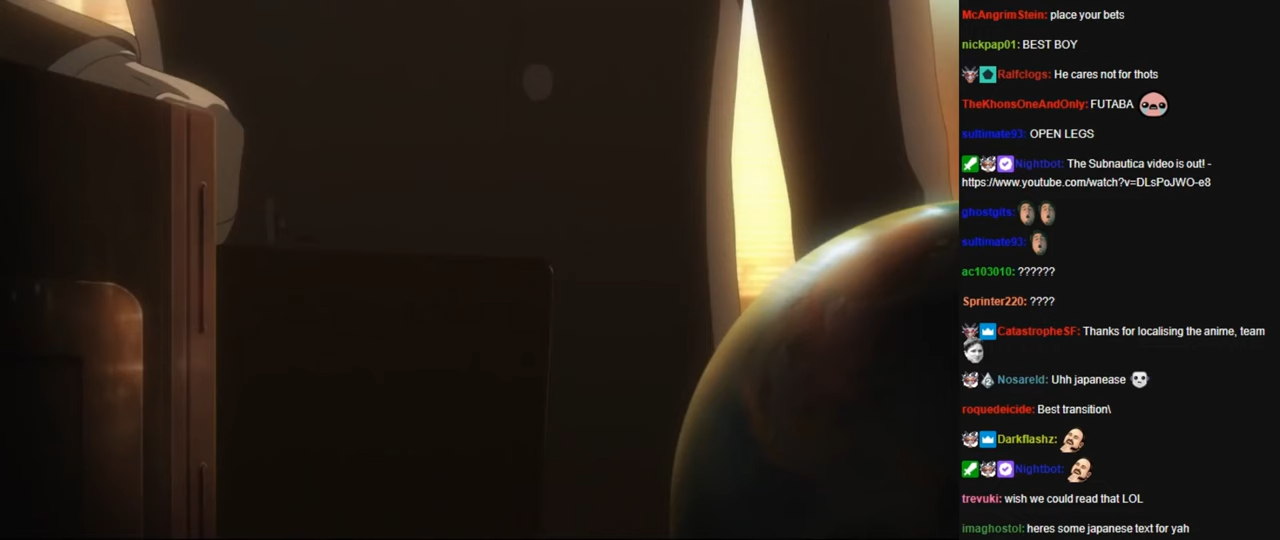 McAngrimStein: place your bets
nickpap01: BEST BOY
Ralfclogs: He cares not for thots
TheKhonsOneAndOnly: FUTABA
sultimate93: OPEN LEGS
Nightbot: The Subnautica video is out! -
https://www.youtube.com/watch?v=DLsPoJWO-e8
ghostgits:
sultimate93:
ac103010: ??????
Sprinter220: ????
CatastropheSF: Thanks for localising the anime, team
Nosareld: Uhh japanease
roquedeicide: Best transition\
Darkflashz:
Nightbot:
trevuki: wish we could read that LOL
imaghostol: heres some japanese text for yah